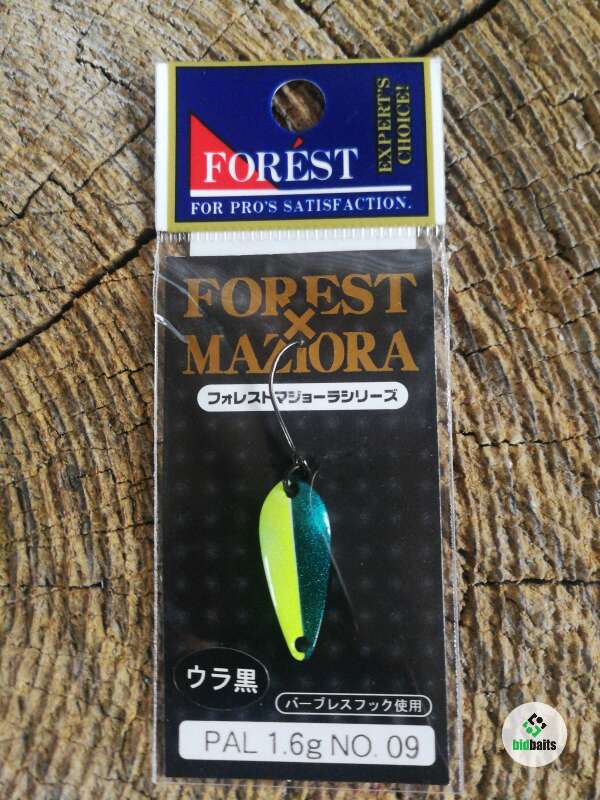 FORÉST
FOR PRO'S SATISFACTION.
EXPERT'S
CHOICE!
FOREST
×
MAZIORA
フォレストマジョーラシリーズ
ウラ黒
バーブレスフック使用
PAL 1.6g NO. 09
bidbaits